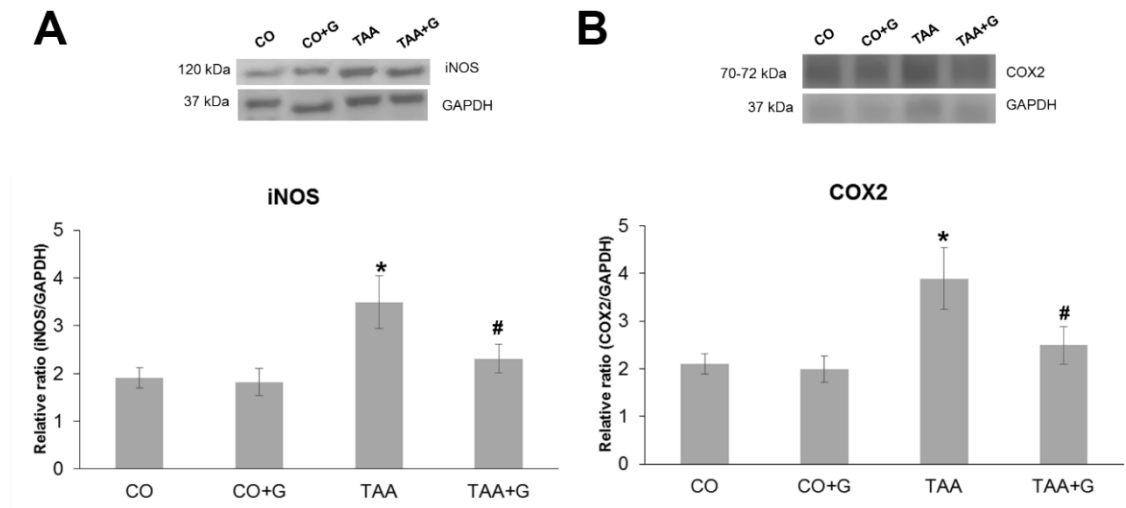 A
CO CO+G TAA TAA+G
120 kDa iNOS
37 kDa GAPDH
iNOS
Relative ratio (iNOS/GAPDH)
5
4
3
2
1
0
*
#
CO CO+G TAA TAA+G
B
CO CO+G TAA TAA+G
70-72 kDa COX2
37 kDa GAPDH
COX2
Relative ratio (COX2/GAPDH)
5
4
3
2
1
0
*
#
CO CO+G TAA TAA+G